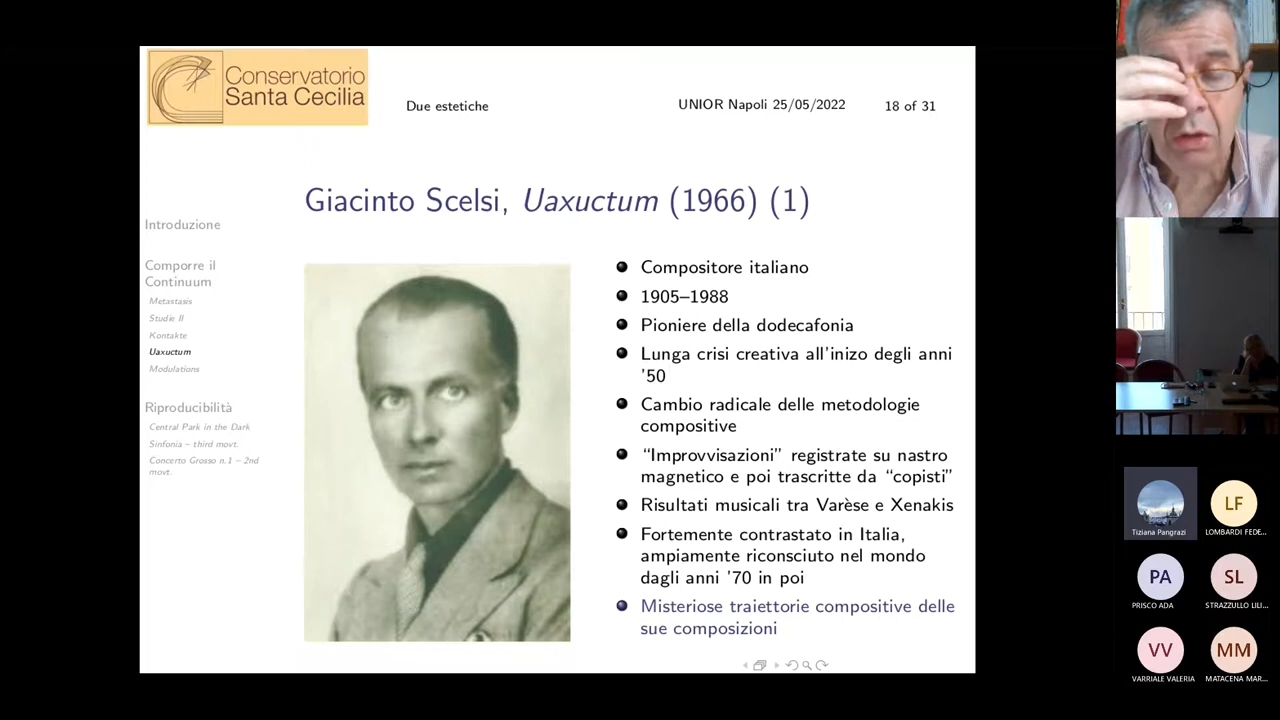 Conservatorio
Santa Cecilia
Due estetiche
UNIOR Napoli 25/05/2022
18 of 31
Giacinto Scelsi, Uaxuctum (1966) (1)
Introduzione
Comporre il
Continuum
Metastasis
Studie II
Kontakte
Uaxuctum
Modulations
Riproducibilità
Central Park in the Dark
Sinfonia – third movt.
Concerto Grosso n.1 – 2nd
movt.
Compositore italiano
1905–1988
Pioniere della dodecafonia
Lunga crisi creativa all'inizo degli anni
'50
Cambio radicale delle metodologie
compositive
“Improvvisazioni” registrate su nastro
magnetico e poi trascritte da “copisti”
Risultati musicali tra Varèse e Xenakis
Fortemente contrastato in Italia,
ampiamente riconsciuto nel mondo
dagli anni '70 in poi
Misteriose traiettorie compositive delle
sue composizioni
Tiziana Pangrazi
LF
LOMBARDI FEDE...
PA
PRISCO ADA
SL
STRAZZULLO LILI...
VV
VARRIALE VALERIA
MM
MATACENA MAR...